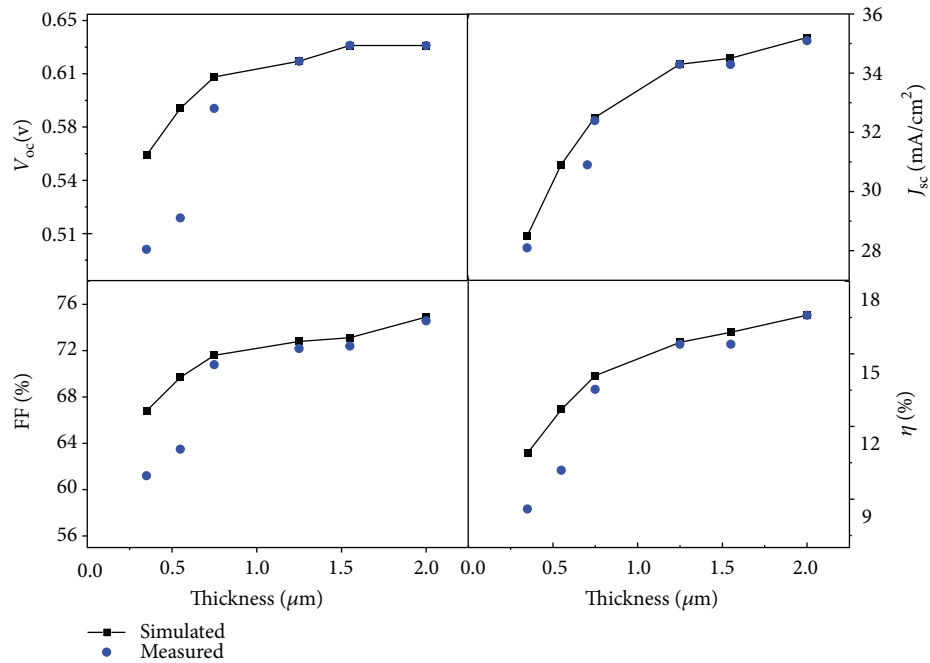 0.65
0.61
0.58
0.54
0.51
V_oc(v)
36
34
32
31
29
28
J_sc (mA/cm²)
76
72
68
64
60
56
FF (%)
18
15
12
9
η (%)
0.0 0.5 1.0 1.5 2.0
0.0 0.5 1.0 1.5 2.0
Thickness (μm)
Thickness (μm)
Simulated
Measured